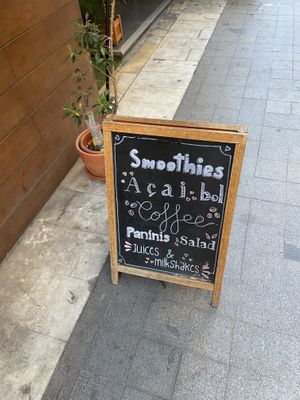 Smoothies
Açai bol
Coffee
Paninis Salad
Juices &
milkshakes